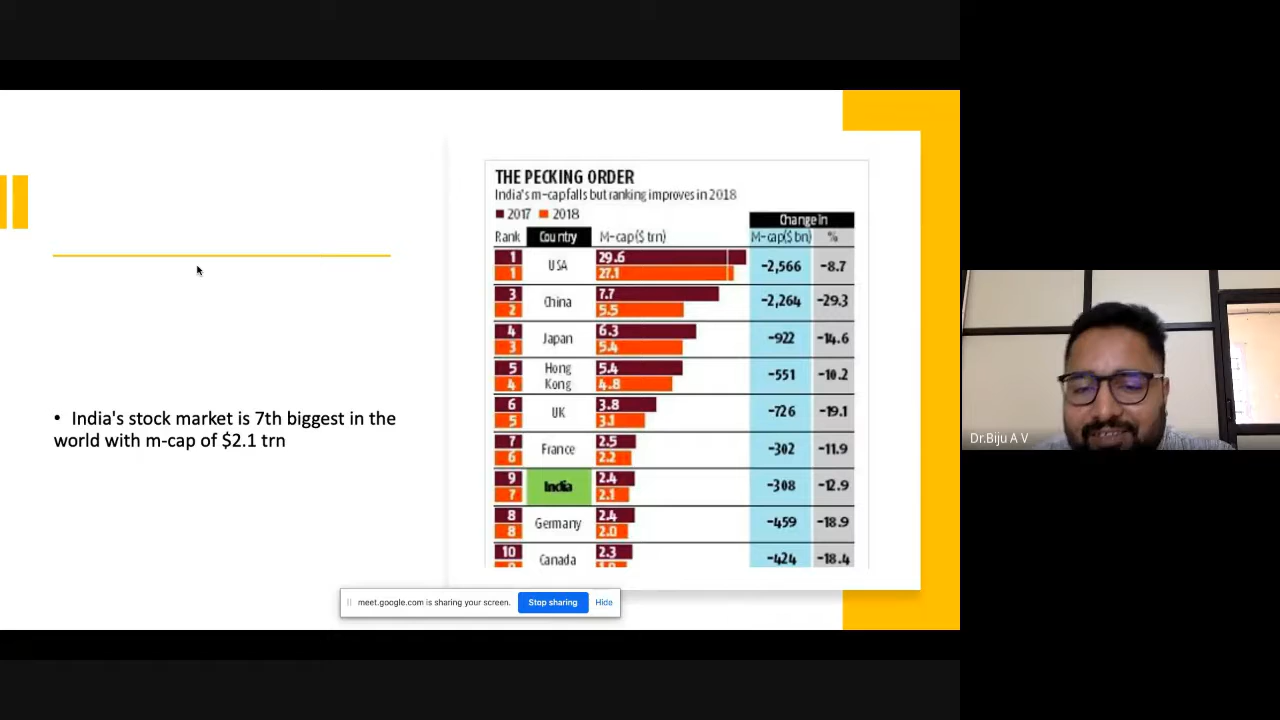 THE PECKING ORDER
India's m-cap falls but ranking improves in 2018
2017 2018
Change in
Rank Country M-cap($ trn) M-cap($ bn) %
1 29.6
USA -2,566 -8.7
1 27.1
3 7.7
China -2,264 -29.3
2 5.5
4 6.3
Japan -922 -14.6
3 5.4
5 Hong 5.4
Kong -551 -10.2
4 4.8
6 3.8
UK -726 -19.1
5 3.1
7 2.5
France -302 -11.9
6 2.2
9 2.4
India -308 -12.9
7 2.1
8 2.4
Germany -459 -18.9
8 2.0
10 2.3
Canada -424 -18.4
• India's stock market is 7th biggest in the
world with m-cap of $2.1 trn
meet.google.com is sharing your screen. Stop sharing Hide
Dr.Biju A V